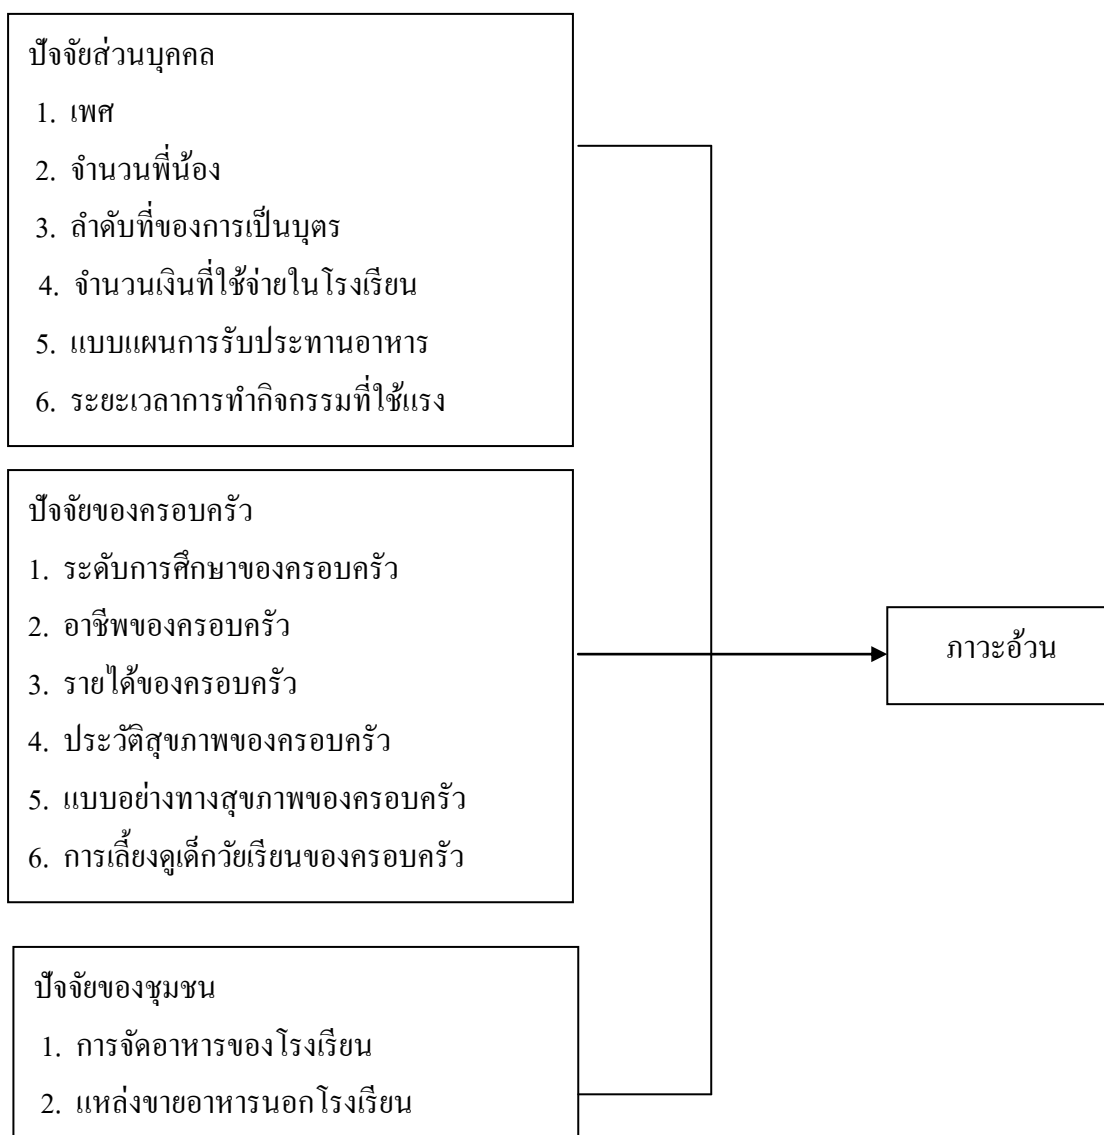 ปัจจัยส่วนบุคคล
1. เพศ
2. จำนวนพี่น้อง
3. ลำดับที่ของการเป็นบุตร
4. จำนวนเงินที่ใช้จ่ายในโรงเรียน
5. แบบแผนการรับประทานอาหาร
6. ระยะเวลาการทำกิจกรรมที่ใช้แรง
ปัจจัยของครอบครัว
1. ระดับการศึกษาของครอบครัว
2. อาชีพของครอบครัว
3. รายได้ของครอบครัว
4. ประวัติสุขภาพของครอบครัว
5. แบบอย่างทางสุขภาพของครอบครัว
6. การเลี้ยงดูเด็กวัยเรียนของครอบครัว
ภาวะอ้วน
ปัจจัยของชุมชน
1. การจัดอาหารของโรงเรียน
2. แหล่งขายอาหารนอกโรงเรียน